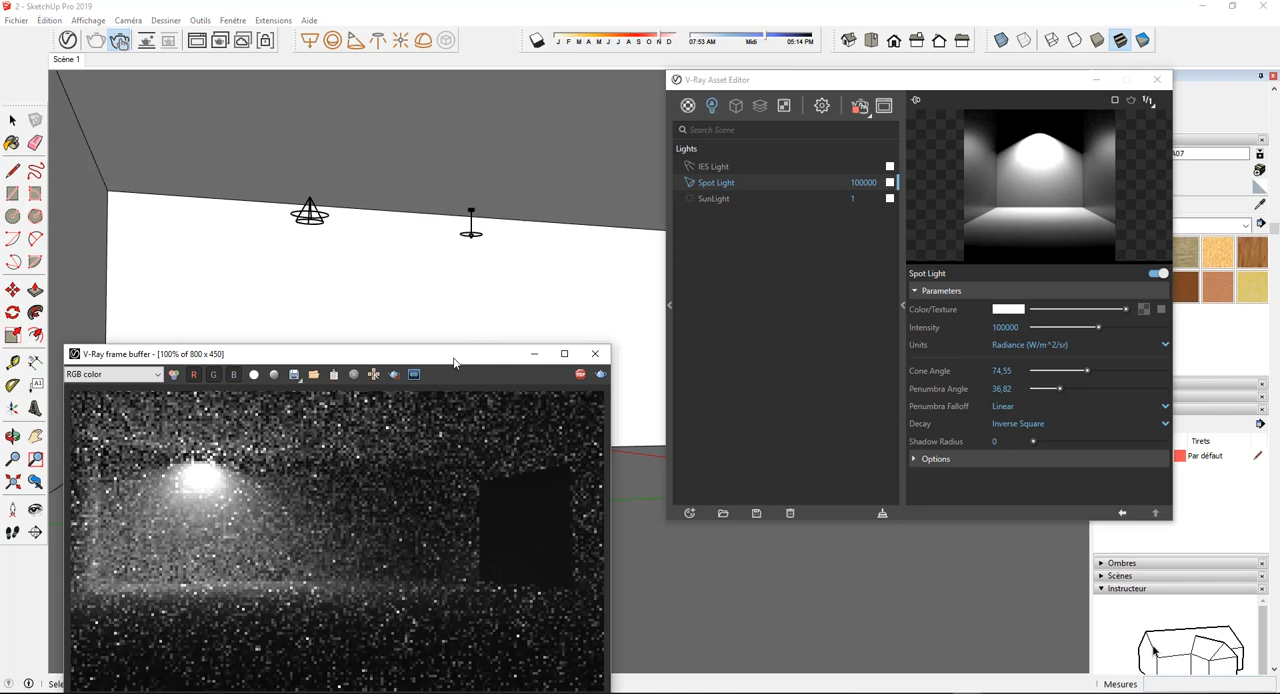 2 - SketchUp Pro 2019
Fichier Édition Affichage Caméra Dessiner Outils Fenêtre Extensions Aide
J F M A M J J A S O N D 07:53 AM Midi 05:14 PM
Scène 1
V-Ray Asset Editor
Search Scene
Lights
IES Light
Spot Light 100000
SunLight 1
1/1
Spot Light
Parameters
Color/Texture
Intensity 100000
Units Radiance (W/m^2/sr)
Cone Angle 74,55
Penumbra Angle 36,82
Penumbra Falloff Linear
Decay Inverse Square
Shadow Radius 0
Options
V-Ray frame buffer - [100% of 800 x 450]
RGB color R G B
A07
Tirets
Par défaut
Ombres
Scènes
Instructeur
Sele
Mesures